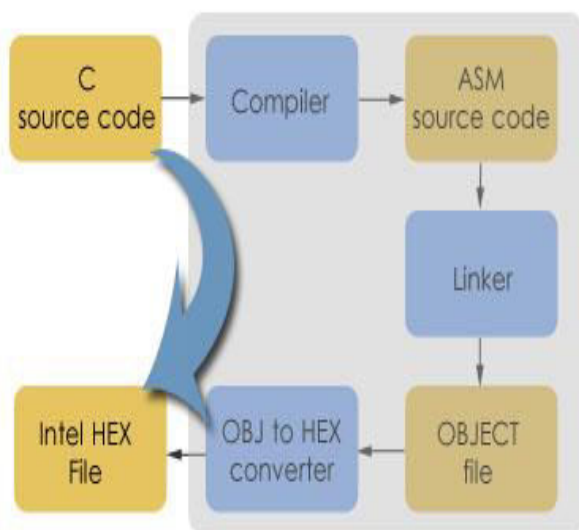 C
source code
Compiler
ASM
source code
Linker
OBJECT
file
OBJ to HEX
converter
Intel HEX
File